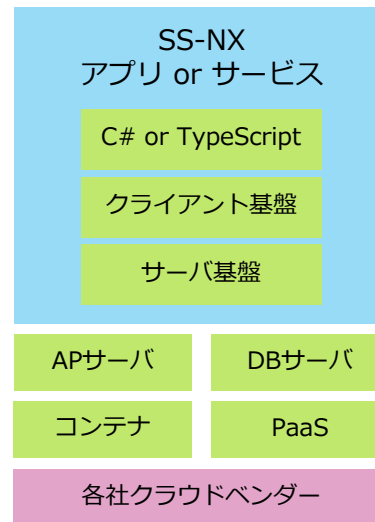 SS-NX
アプリ or サービス
C# or TypeScript
クライアント基盤
サーバ基盤
APサーバ
DBサーバ
コンテナ
PaaS
各社クラウドベンダー